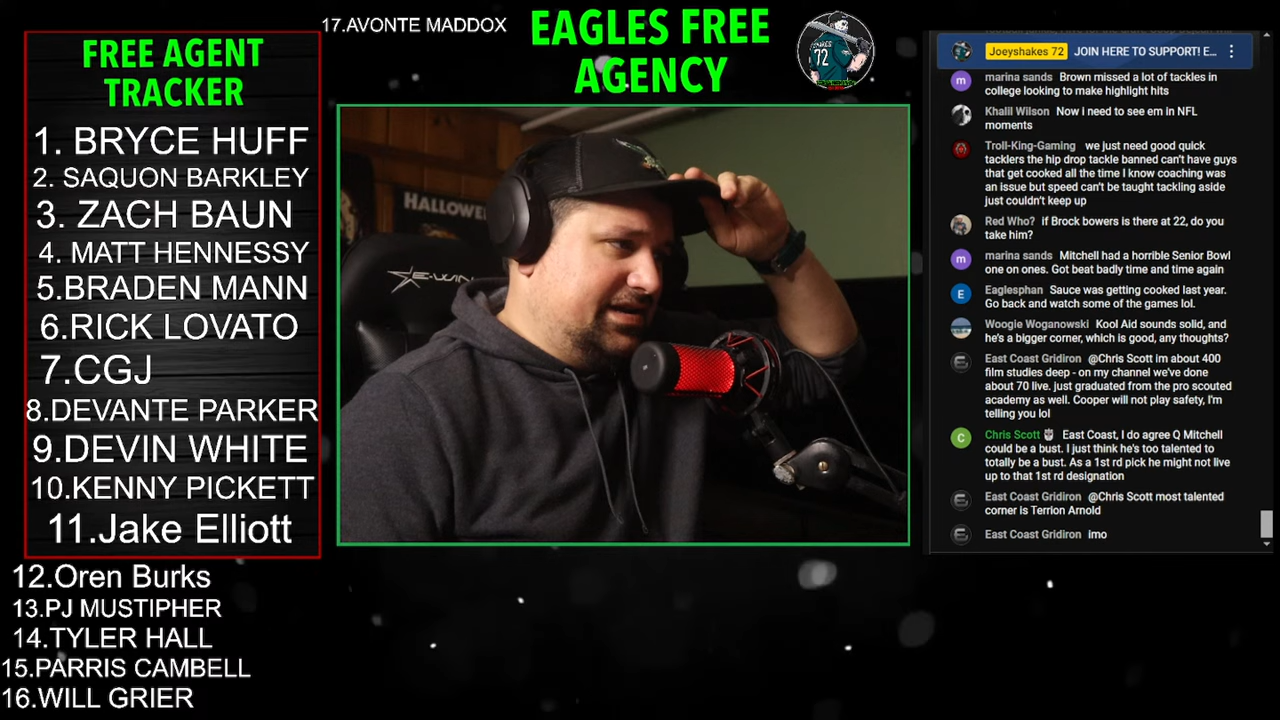 17.AVONTE MADDOX
EAGLES FREE
AGENCY
FREE AGENT
TRACKER
1. BRYCE HUFF
2. SAQUON BARKLEY
3. ZACH BAUN
4. MATT HENNESSY
5.BRADEN MANN
6.RICK LOVATO
7.CGJ
8.DEVANTE PARKER
9.DEVIN WHITE
10.KENNY PICKETT
11.Jake Elliott
12.Oren Burks
13.PJ MUSTIPHER
14.TYLER HALL
15.PARRIS CAMBELL
16.WILL GRIER
72
HALLOWE
E-WIN
Joeyshakes 72 JOIN HERE TO SUPPORT! E...
marina sands Brown missed a lot of tackles in
college looking to make highlight hits
Khalil Wilson Now i need to see em in NFL
moments
Troll-King-Gaming we just need good quick
tacklers the hip drop tackle banned can't have guys
that get cooked all the time I know coaching was
an issue but speed can't be taught tackling aside
just couldn't keep up
Red Who? if Brock bowers is there at 22, do you
take him?
marina sands Mitchell had a horrible Senior Bowl
one on ones. Got beat badly time and time again
Eaglesphan Sauce was getting cooked last year.
Go back and watch some of the games lol.
Woogie Woganowski Kool Aid sounds solid, and
he's a bigger corner, which is good, any thoughts?
East Coast Gridiron @Chris Scott im about 400
film studies deep - on my channel we've done
about 70 live. just graduated from the pro scouted
academy as well. Cooper will not play safety, I'm
telling you lol
Chris Scott East Coast, I do agree Q Mitchell
could be a bust. I just think he's too talented to
totally be a bust. As a 1st rd pick he might not live
up to that 1st rd designation
East Coast Gridiron @Chris Scott most talented
corner is Terrion Arnold
East Coast Gridiron imo